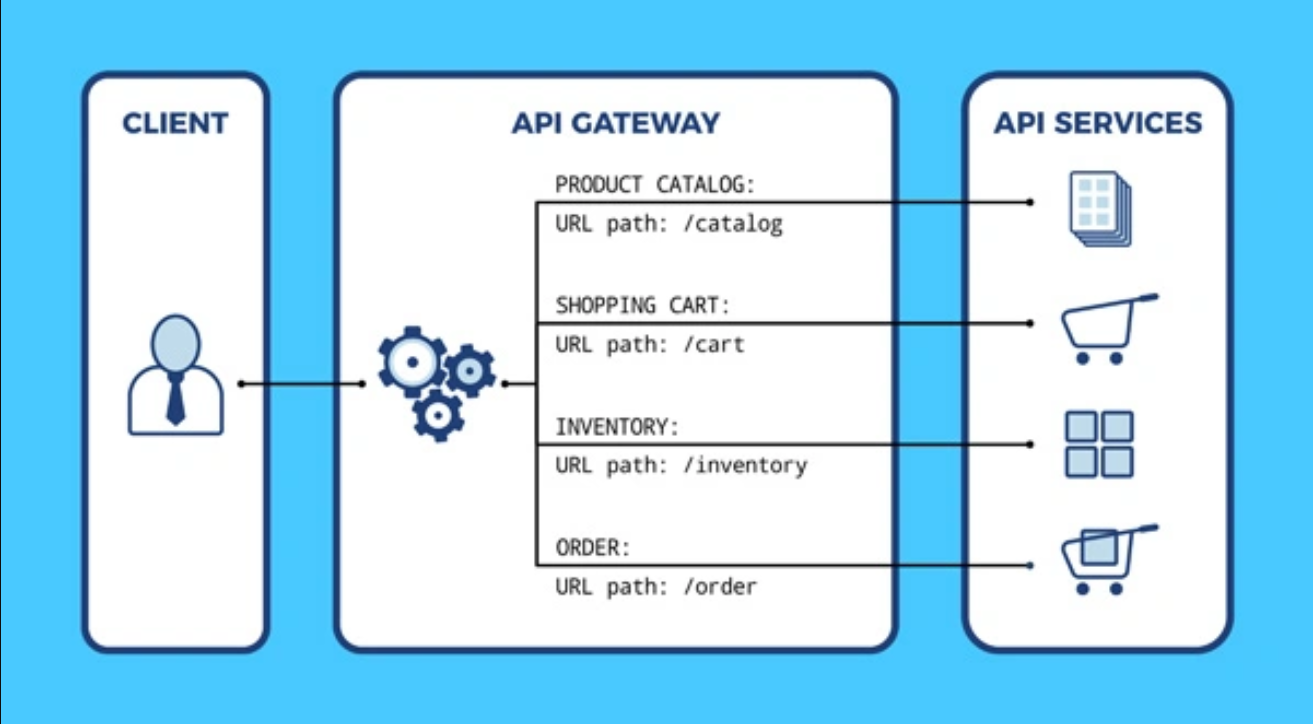 CLIENT
API GATEWAY
API SERVICES
PRODUCT CATALOG:
URL path: /catalog
SHOPPING CART:
URL path: /cart
INVENTORY:
URL path: /inventory
ORDER:
URL path: /order